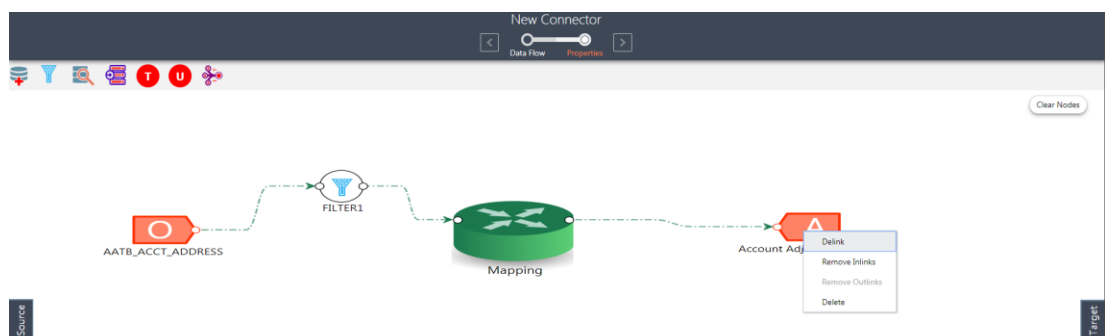 New Connector
Data Flow Properties
T U
Clear Nodes
FILTER1
O
AATB_ACCT_ADDRESS
Mapping
A
Account Adj
Delink
Remove Inlinks
Remove Outlinks
Delete
Source
Target